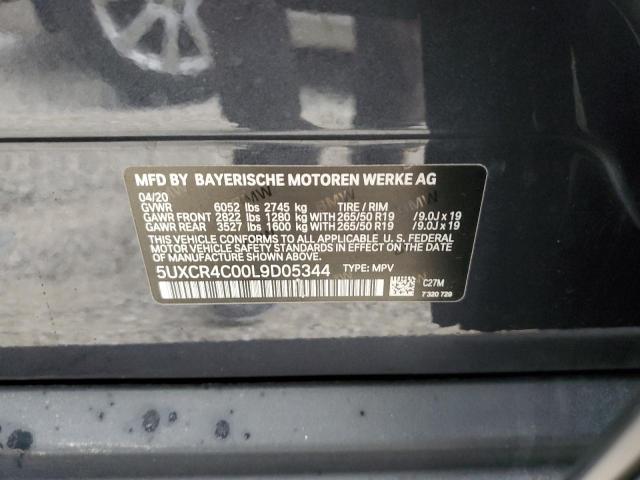 MFD BY BAYERISCHE MOTOREN WERKE AG
04/20
GVWR 6052 lbs 2745 kg TIRE / RIM
GAWR FRONT 2822 lbs 1280 kg WITH 265/50 R19 /9.0J x 19
GAWR REAR 3527 lbs 1600 kg WITH 265/50 R19 /9.0J x 19
THIS VEHICLE CONFORMS TO ALL APPLICABLE U. S. FEDERAL MOTOR
VEHICLE SAFETY STANDARDS IN EFFECT ON THE DATE OF
MANUFACTURE SHOWN ABOVE.
5UXCR4C00L9D05344 TYPE: MPV
C27M
7 320 729